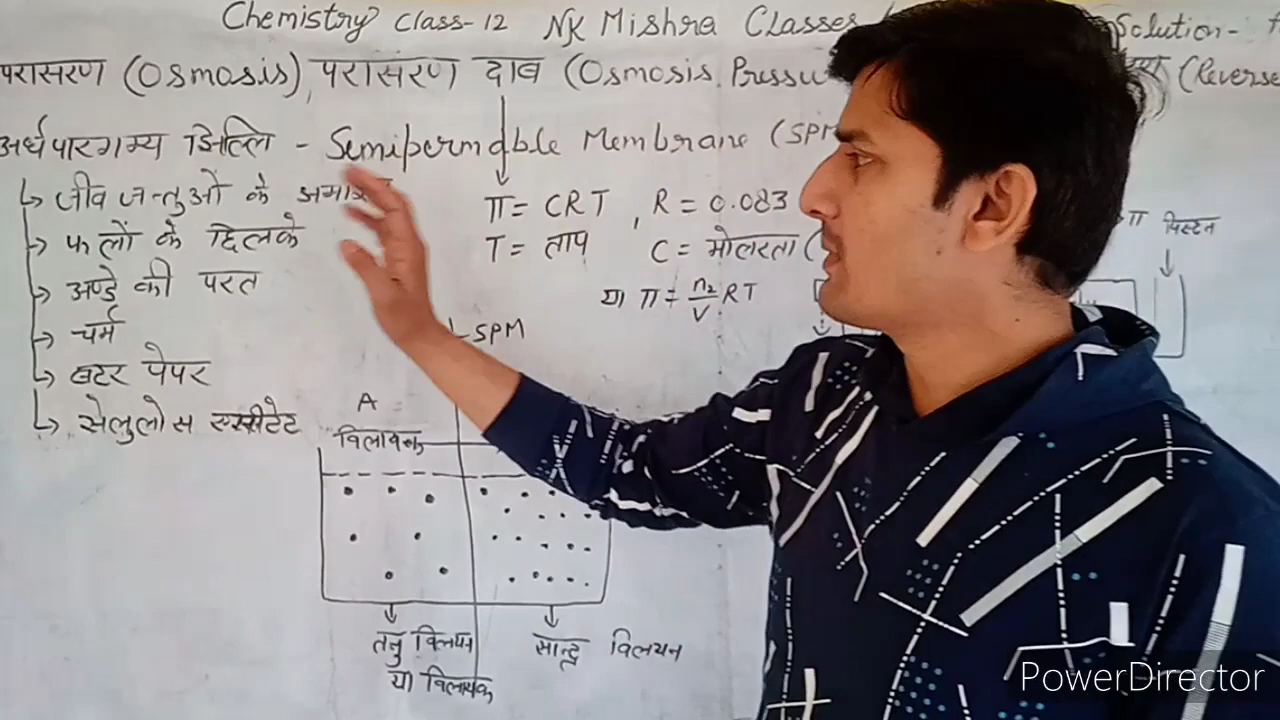 Chemistry Class-12 NK Mishra Classes Solution-
परासरण (Osmosis), परासरण दाब (Osmosis Pressu (Reverse
अर्धपारगम्य झिल्लि - Semipermable Membrane (SPM
जीव जन्तुओं के
फलों के छिलके
अण्डे की परत
चर्म
बटर पेपर
सेलुलोस एसीटेट
π = CRT , R = 0.083
T = ताप C = मोलरता (
या π = n₂/V RT
π पिस्टन
SPM
A
विलायक
तनु विलयन
या विलायक
सान्द्र विलयन
PowerDirector